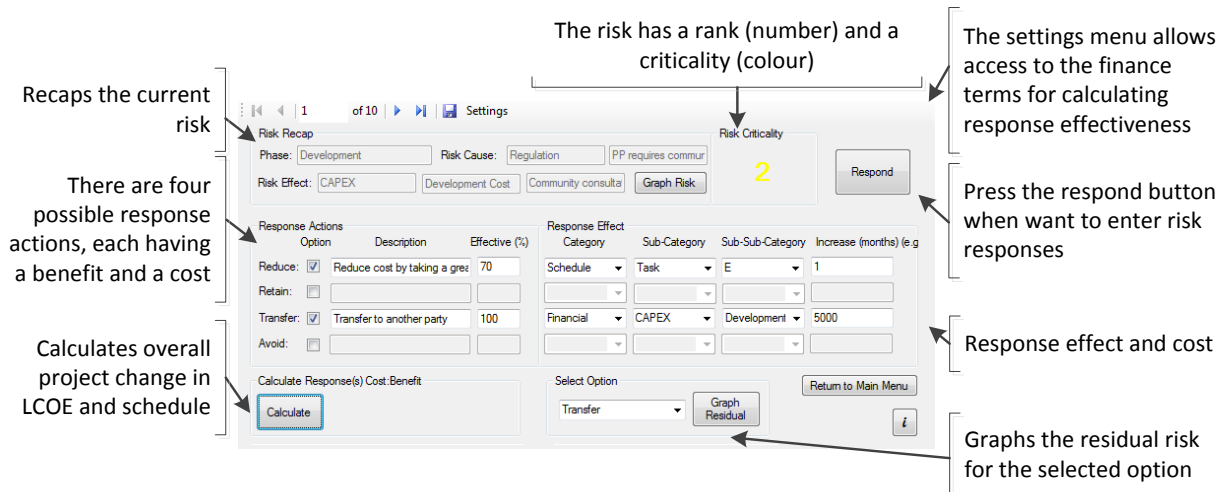 The risk has a rank (number) and a
criticality (colour)
The settings menu allows
access to the finance
terms for calculating
response effectiveness
Recaps the current
risk
There are four
possible response
actions, each having
a benefit and a cost
Calculates overall
project change in
LCOE and schedule
1 of 10 Settings
Risk Recap
Phase: Development Risk Cause: Regulation PP requires commur
Risk Effect: CAPEX Development Cost Community consulta Graph Risk
Risk Criticality
2
Respond
Response Actions
Option Description Effective (%)
Response Effect
Category Sub-Category Sub-Sub-Category Increase (months) (e.g
Reduce: Reduce cost by taking a grea 70 Schedule Task E 1
Retain:
Transfer: Transfer to another party 100 Financial CAPEX Development 5000
Avoid:
Calculate Response(s) Cost:Benefit
Calculate
Select Option
Transfer
Graph
Residual
Return to Main Menu
i
Press the respond button
when want to enter risk
responses
Response effect and cost
Graphs the residual risk
for the selected option